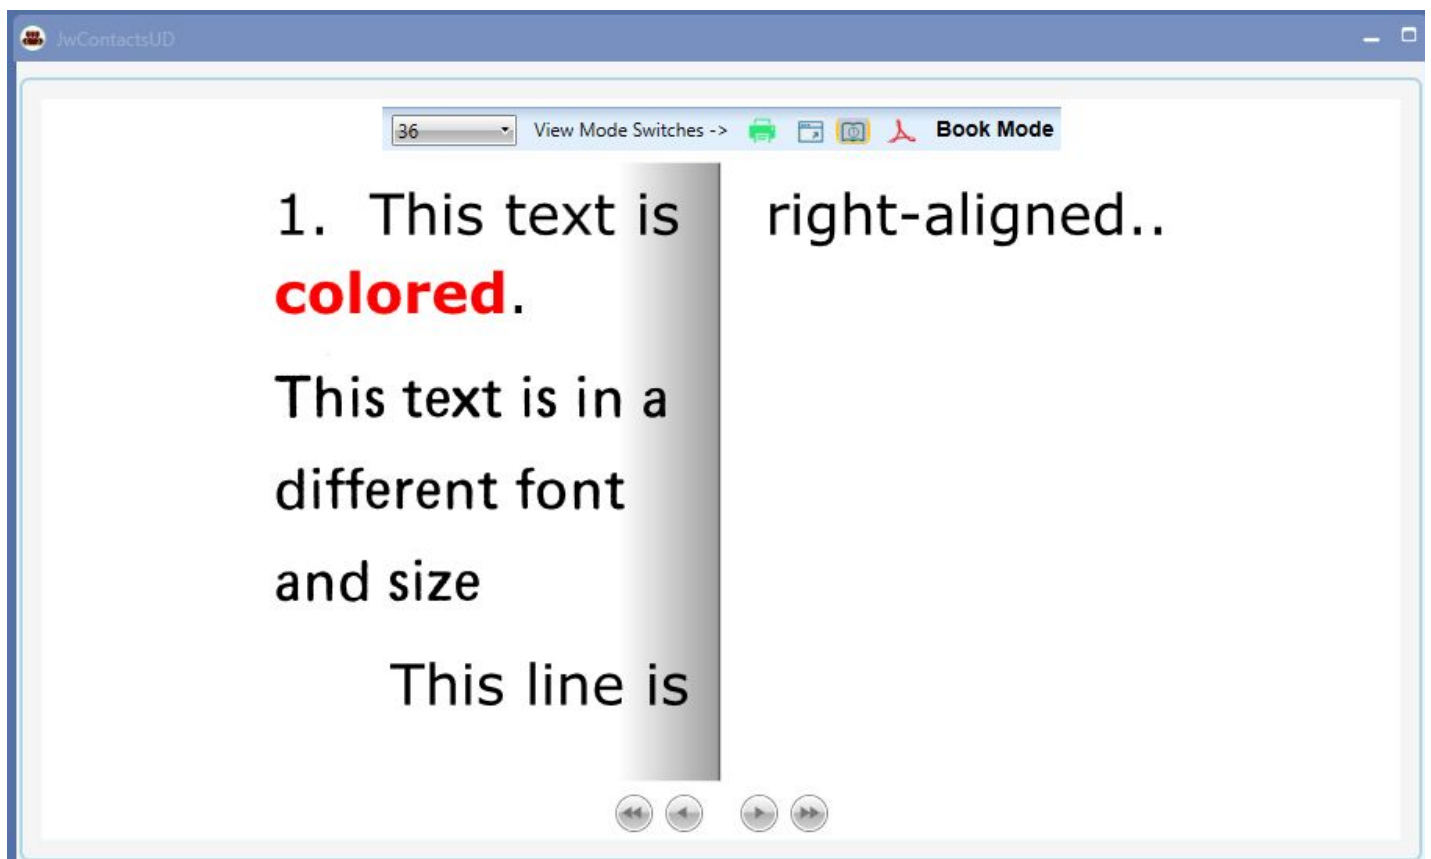 JwContactsUD
36 View Mode Switches -> Book Mode
1. This text is
colored.
This text is in a
different font
and size
This line is
right-aligned..